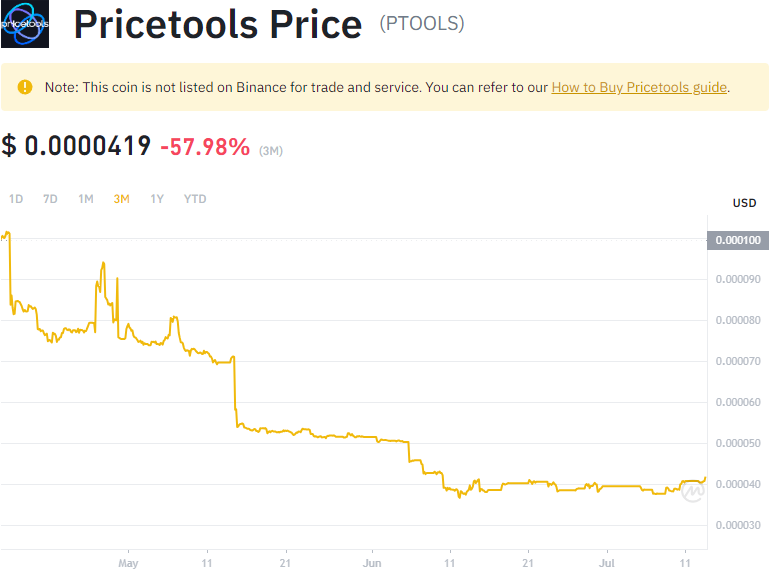 pricetools
Pricetools Price (PTOOLS)
Note: This coin is not listed on Binance for trade and service. You can refer to our How to Buy Pricetools guide.
$ 0.0000419 -57.98% (3M)
1D 7D 1M 3M 1Y YTD
USD
0.000100
0.000090
0.000080
0.000070
0.000060
0.000050
0.000040
0.000030
May 11 21 Jun 11 21 Jul 11